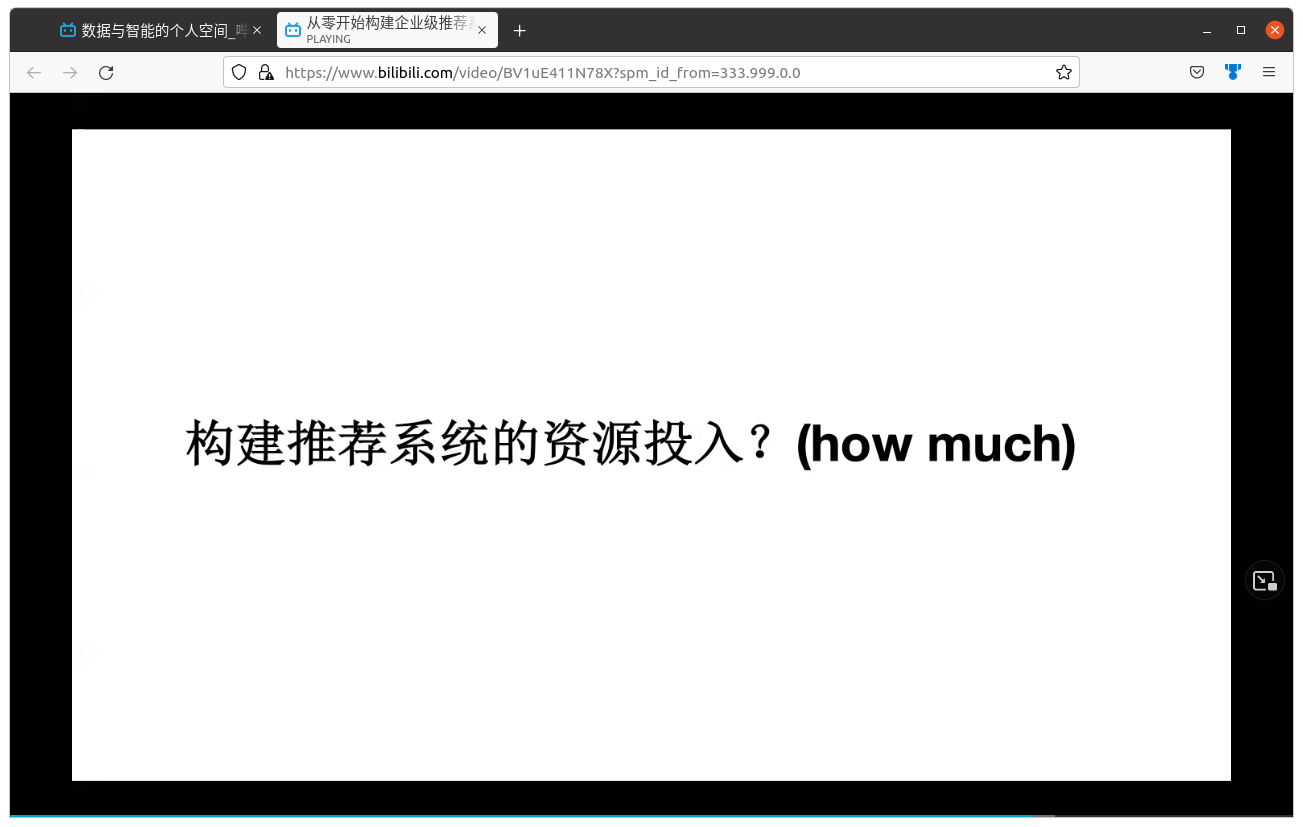 数据与智能的个人空间_哔
从零开始构建企业级推荐系
PLAYING
https://www.bilibili.com/video/BV1uE411N78X?spm_id_from=333.999.0.0
构建推荐系统的资源投入？(how much)